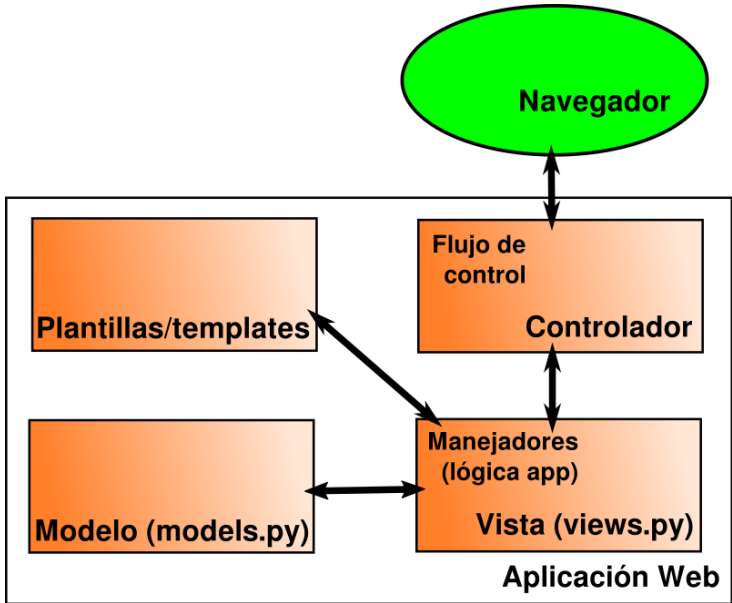 Navegador
Flujo de
control
Controlador
Plantillas/templates
Manejadores
(lógica app)
Vista (views.py)
Modelo (models.py)
Aplicación Web